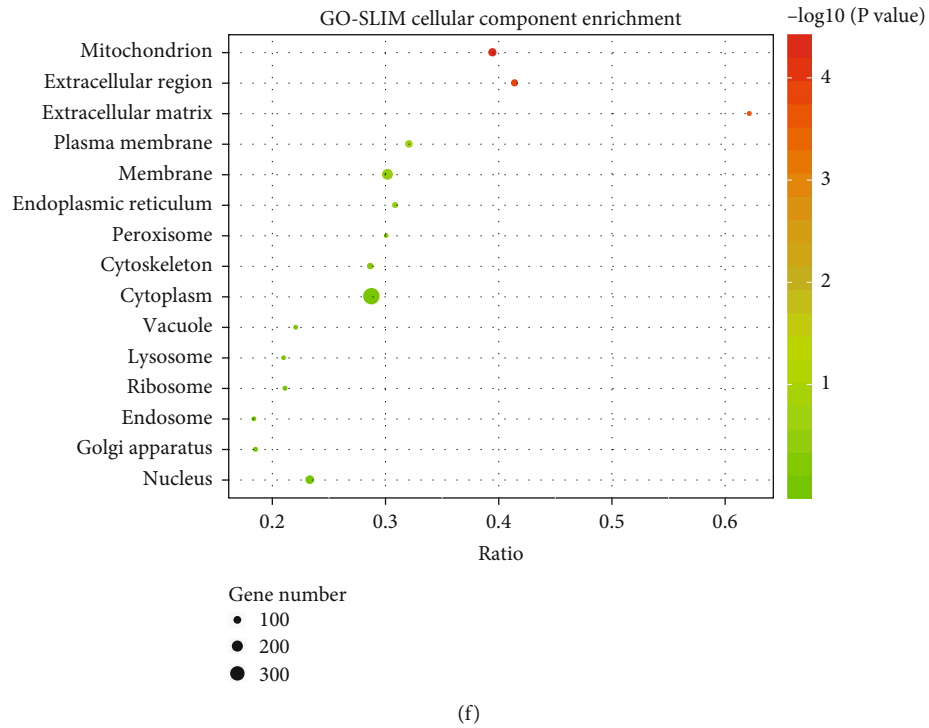 GO-SLIM cellular component enrichment
–log10 (P value)
Mitochondrion
Extracellular region
Extracellular matrix
Plasma membrane
Membrane
Endoplasmic reticulum
Peroxisome
Cytoskeleton
Cytoplasm
Vacuole
Lysosome
Ribosome
Endosome
Golgi apparatus
Nucleus
4
3
2
1
0.2 0.3 0.4 0.5 0.6
Ratio
Gene number
100
200
300
(f)